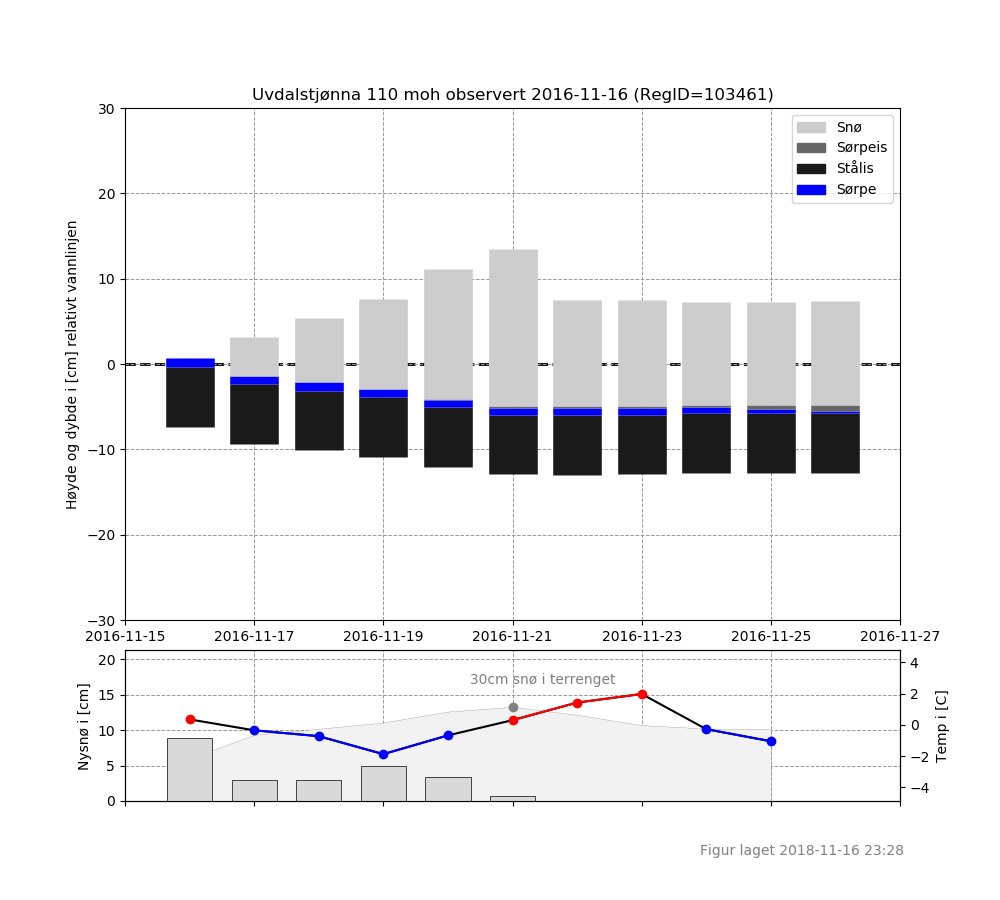 Uvdalstjønna 110 moh observert 2016-11-16 (RegID=103461)
Høyde og dybde i [cm] relativt vannlinjen
30
20
10
0
−10
−20
−30
Snø
Sørpeis
Stålis
Sørpe
2016-11-15 2016-11-17 2016-11-19 2016-11-21 2016-11-23 2016-11-25 2016-11-27
Nysnø i [cm]
20
15
10
5
0
30cm snø i terrenget
4
2
0
−2
−4
Temp i [C]
Figur laget 2018-11-16 23:28